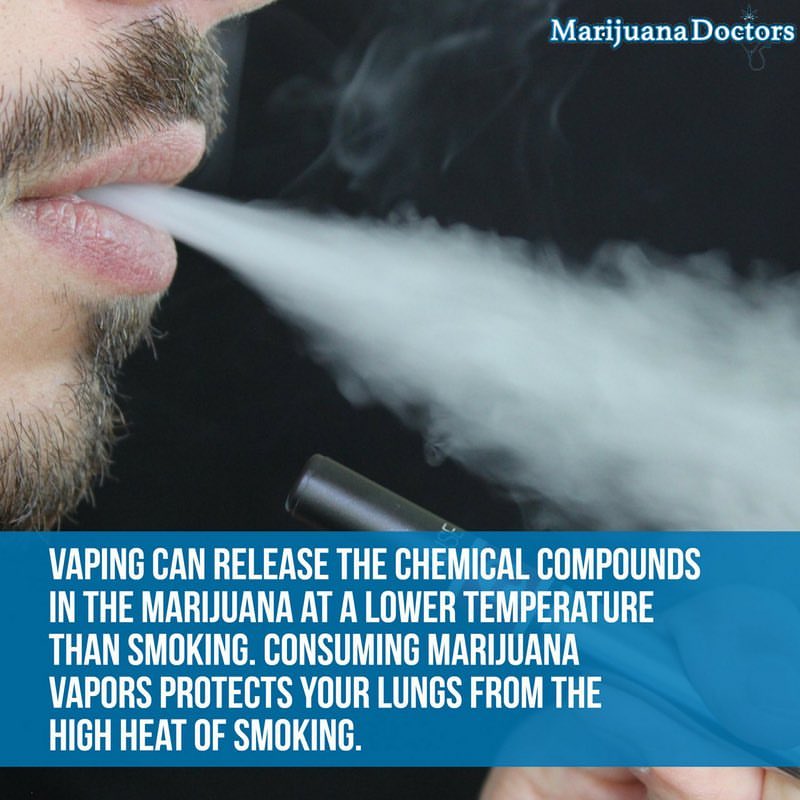 MarijuanaDoctors
VAPING CAN RELEASE THE CHEMICAL COMPOUNDS
IN THE MARIJUANA AT A LOWER TEMPERATURE
THAN SMOKING. CONSUMING MARIJUANA
VAPORS PROTECTS YOUR LUNGS FROM THE
HIGH HEAT OF SMOKING.